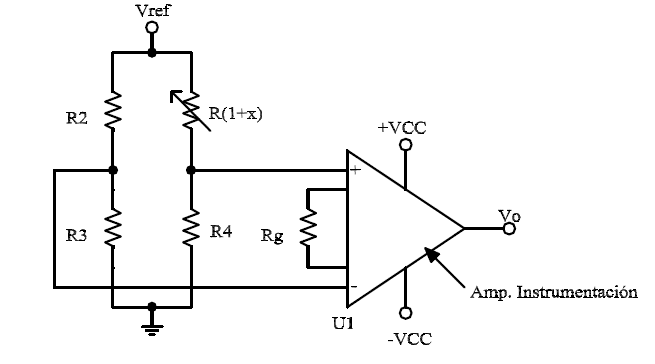 Vref
R2
R(1+x)
+VCC
+
R3
R4
Rg
Vo
-
Amp. Instrumentación
U1
-VCC